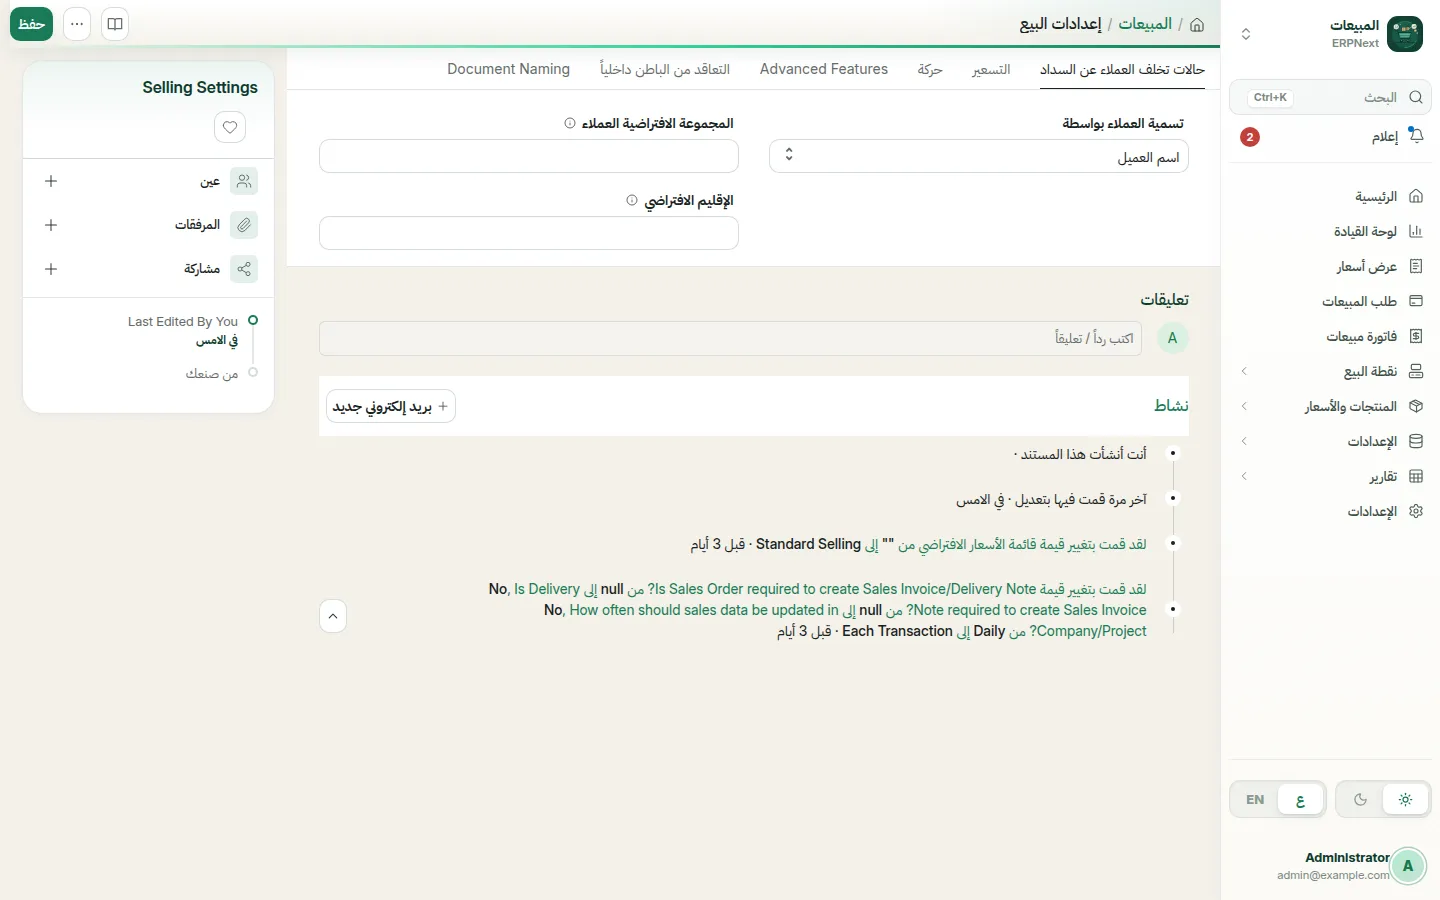 المبيعات
ERPNext
البحث
Ctrl+K
إعلام
2
الرئيسية
لوحة القيادة
عرض أسعار
طلب المبيعات
فاتورة مبيعات
نقطة البيع
المنتجات والأسعار
الإعدادات
تقارير
الإعدادات
ع
EN
Administrator
admin@example.com
A
/ المبيعات / إعدادات البيع
حفظ
حالات تخلف العملاء عن السداد
التسعير
حركة
Advanced Features
التعاقد من الباطن داخلياً
Document Naming
تسمية العملاء بواسطة
اسم العميل
المجموعة الافتراضية العملاء
الإقليم الافتراضي
تعليقات
A
اكتب رداً / تعليقاً
نشاط
بريد إلكتروني جديد
أنت أنشأت هذا المستند ·
آخر مرة قمت فيها بتعديل · في الامس
لقد قمت بتغيير قيمة قائمة الأسعار الافتراضي من "" إلى Standard Selling · قبل 3 أيام
لقد قمت بتغيير قيمة Is Sales Order required to create Sales Invoice/Delivery Note? من null إلى No, Is Delivery
Note required to create Sales Invoice? من null إلى No, How often should sales data be updated in
Company/Project? من Daily إلى Each Transaction · قبل 3 أيام
Selling Settings
عين
المرفقات
مشاركة
Last Edited By You
في الامس
من صنعك